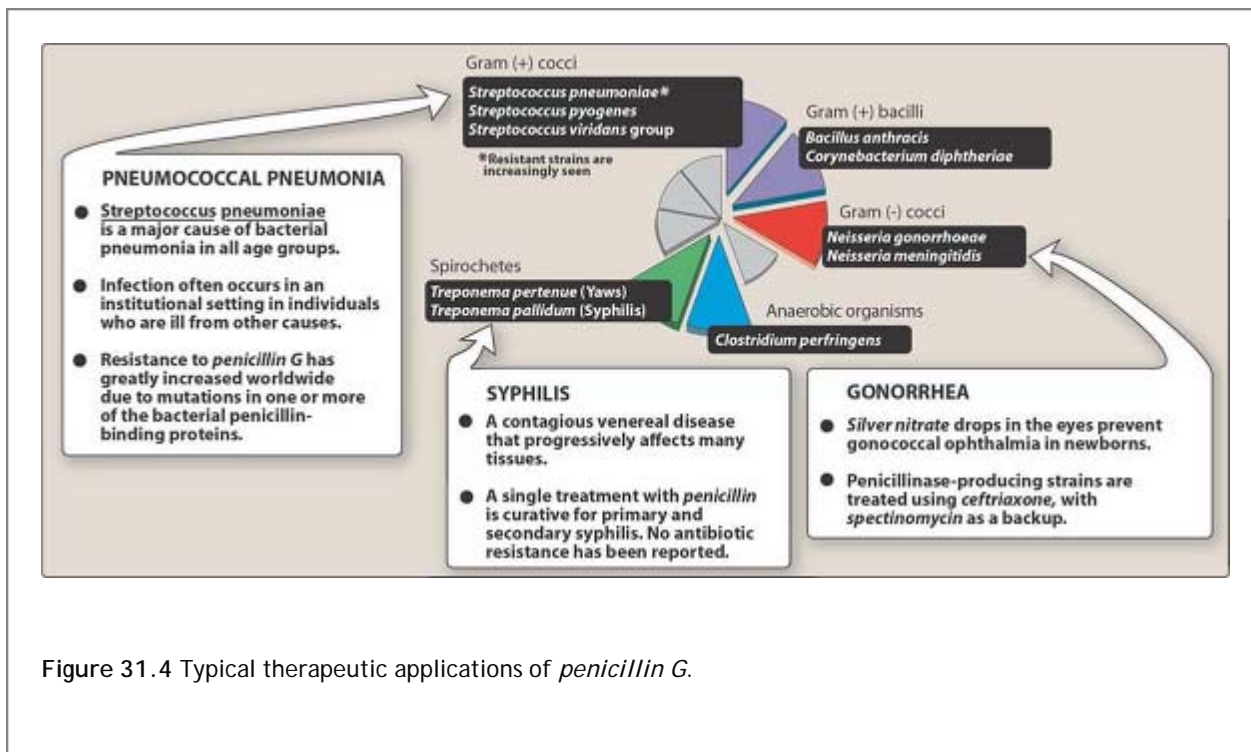 Gram (+) cocci
Streptococcus pneumoniae*
Streptococcus pyogenes
Streptococcus viridans group
*Resistant strains are
increasingly seen
Gram (+) bacilli
Bacillus anthracis
Corynebacterium diphtheriae
Gram (-) cocci
Neisseria gonorrhoeae
Neisseria meningitidis
Anaerobic organisms
Clostridium perfringens
Spirochetes
Treponema pertenue (Yaws)
Treponema pallidum (Syphilis)
PNEUMOCOCCAL PNEUMONIA
● Streptococcus pneumoniae
is a major cause of bacterial
pneumonia in all age groups.
● Infection often occurs in an
institutional setting in individuals
who are ill from other causes.
● Resistance to penicillin G has
greatly increased worldwide
due to mutations in one or more
of the bacterial penicillin-
binding proteins.
SYPHILIS
● A contagious venereal disease
that progressively affects many
tissues.
● A single treatment with penicillin
is curative for primary and
secondary syphilis. No antibiotic
resistance has been reported.
GONORRHEA
● Silver nitrate drops in the eyes prevent
gonococcal ophthalmia in newborns.
● Penicillinase-producing strains are
treated using ceftriaxone, with
spectinomycin as a backup.
Figure 31.4 Typical therapeutic applications of penicillin G.